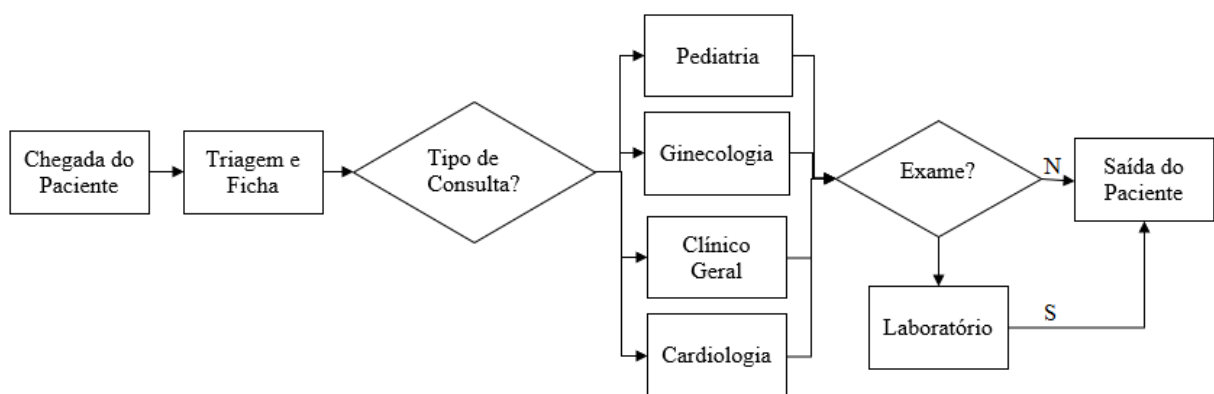 Chegada do
Paciente
Triagem e
Ficha
Tipo de
Consulta?
Pediatria
Ginecologia
Clínico
Geral
Cardiologia
Exame?
N
Saída do
Paciente
Laboratório
S